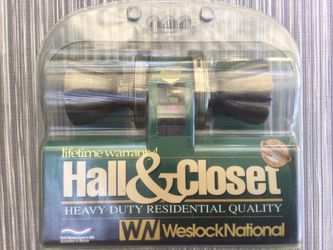 lifetime warranty!
Hall&Closet
HEAVY DUTY RESIDENTIAL QUALITY
WN WeslockNational